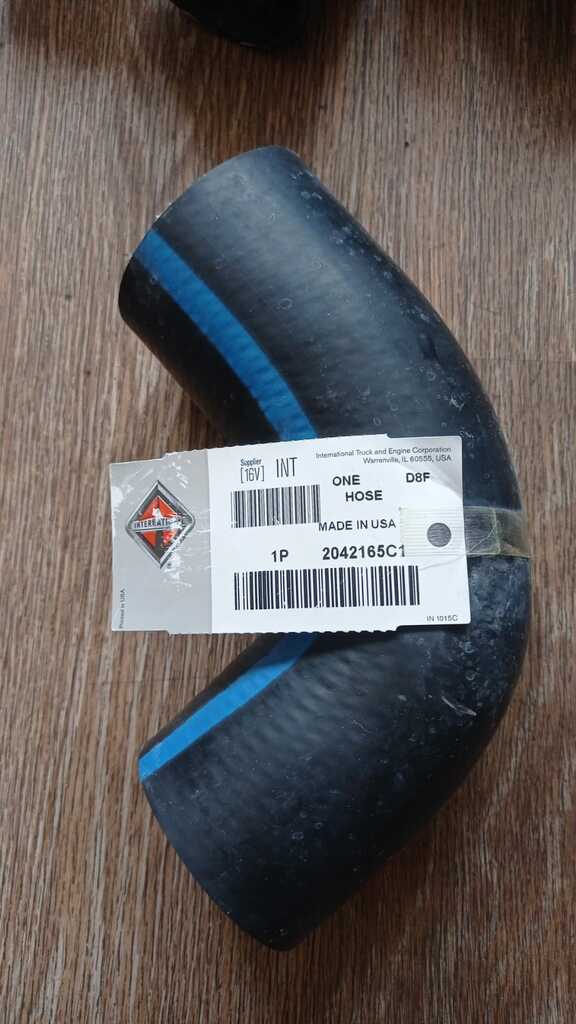 Supplier
[16V] INT
International Truck and Engine Corporation
Warrenville, IL 60555, USA
ONE D8F
HOSE
MADE IN USA
1P 2042165C1
INTERNATIONAL
Printed in USA
IN 1015C